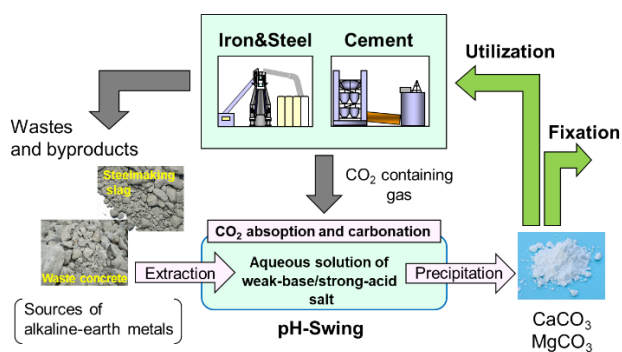 Iron&Steel
Cement
Utilization
Fixation
Wastes
and byproducts
Steelmaking
slag
Waste concrete
CO₂ containing
gas
CO₂ absoption and carbonation
Extraction
Aqueous solution of
weak-base/strong-acid
salt
Precipitation
Sources of
alkaline-earth metals
pH-Swing
CaCO₃
MgCO₃